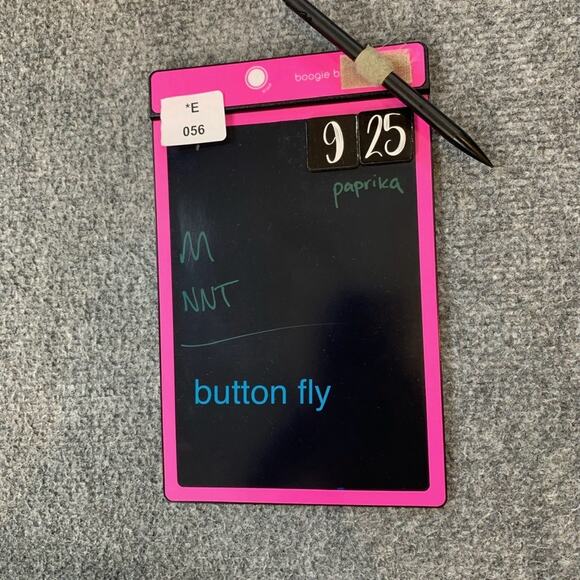 boogie b
*E
056
9 25
paprika
M
NNT
button fly